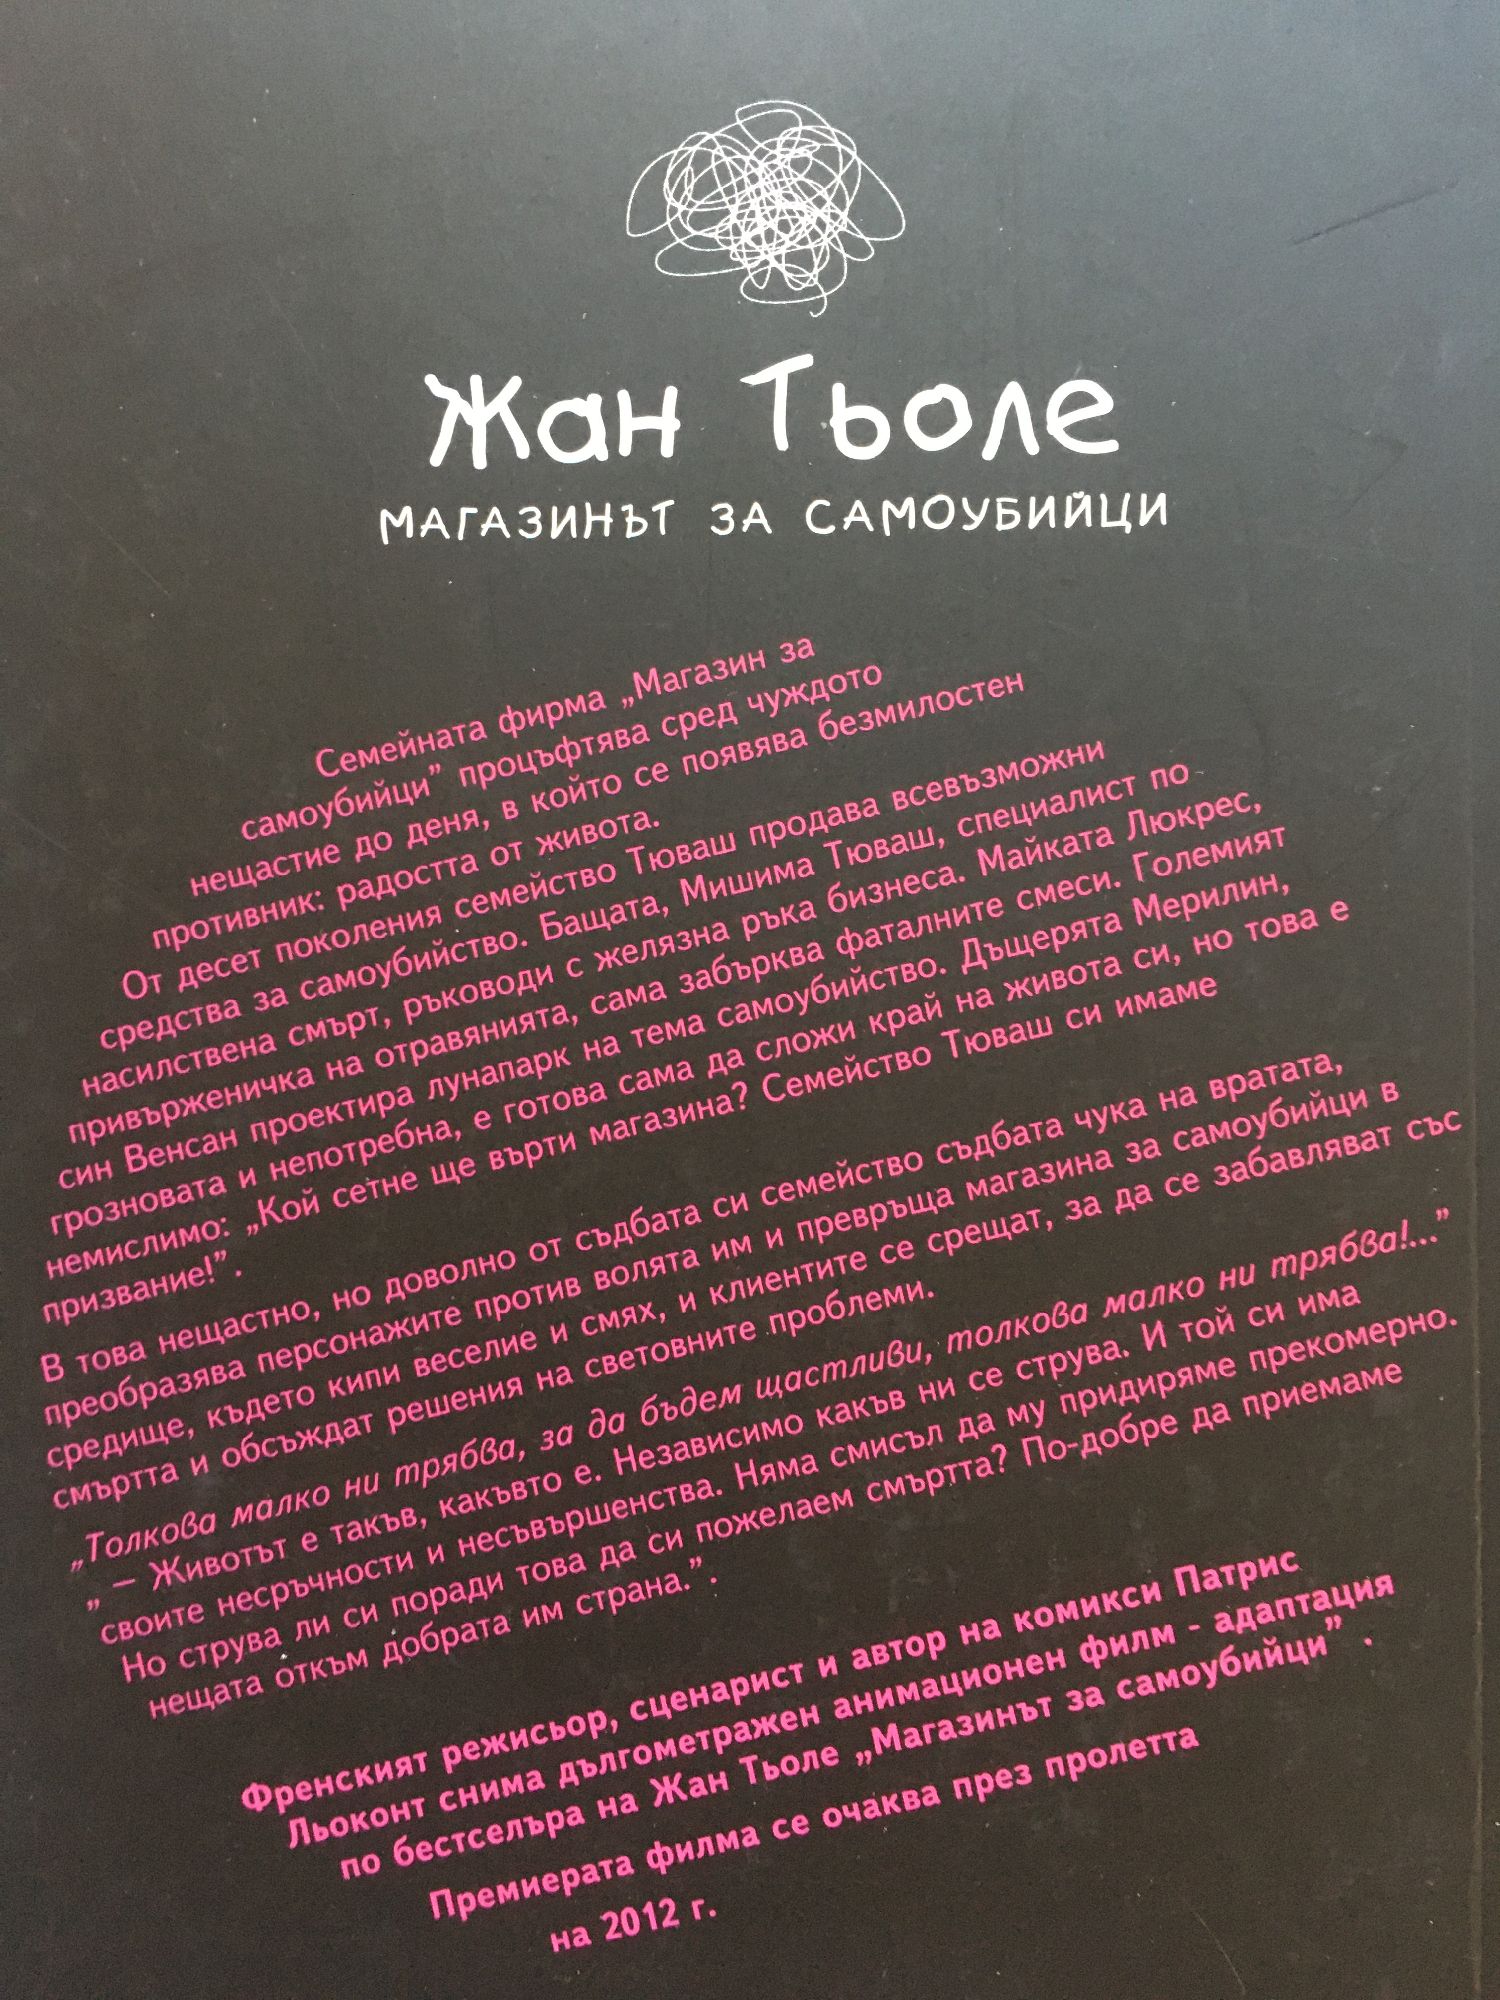 Жан Тьоле
МАГАЗИНЪТ ЗА САМОУБИЙЦИ
Семейната фирма „Магазин за
самоубийци” процъфтява сред чуждото
нещастие до деня, в който се появява безмилостен
противник: радостта от живота.
От десет поколения семейство Тюваш продава всевъзможни
средства за самоубийство. Бащата, Мишима Тюваш, специалист по
насилствена смърт, ръководи с желязна ръка бизнеса. Майката Люкрес,
привърженичка на отравянията, сама забърква фаталните смеси. Големият
син Венсан проектира лунапарк на тема самоубийство. Дъщерята Мерилин,
грозновата и непотребна, е готова сама да сложи край на живота си, но това е
немислимо: „Кой сетне ще върти магазина? Семейство Тюваш си имаме
призвание!”.
В това нещастно, но доволно от съдбата си семейство съдбата чука на вратата,
преобразява персонажите против волята им и превръща магазина за самоубийци в
средище, където кипи веселие и смях, и клиентите се срещат, за да се забавляват със
смъртта и обсъждат решения на световните проблеми.
„Толкова малко ни трябва, за да бъдем щастливи, толкова малко ни трябва!...”
„ – Животът е такъв, какъвто е. Независимо какъв ни се струва. И той си има
своите несръчности и несъвършенства. Няма смисъл да му придиряме прекомерно.
Но струва ли си поради това да си пожелаем смъртта? По-добре да приемаме
нещата откъм добрата им страна.”.
Френският режисьор, сценарист и автор на комикси Патрис
Льоконт снима дългометражен анимационен филм - адаптация
по бестселъра на Жан Тьоле „Магазинът за самоубийци” .
Премиерата филма се очаква през пролетта
на 2012 г.